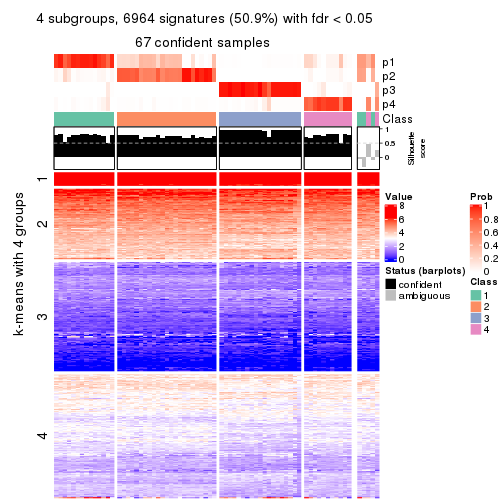 4 subgroups, 6964 signatures (50.9%) with fdr < 0.05
67 confident samples
p1
p2
p3
p4
Class
1
0.5
0
Silhouette
score
k-means with 4 groups
1
2
3
4
Value
8
6
4
2
0
Status (barplots)
confident
ambiguous
Prob
1
0.8
0.6
0.4
0.2
0
Class
1
2
3
4